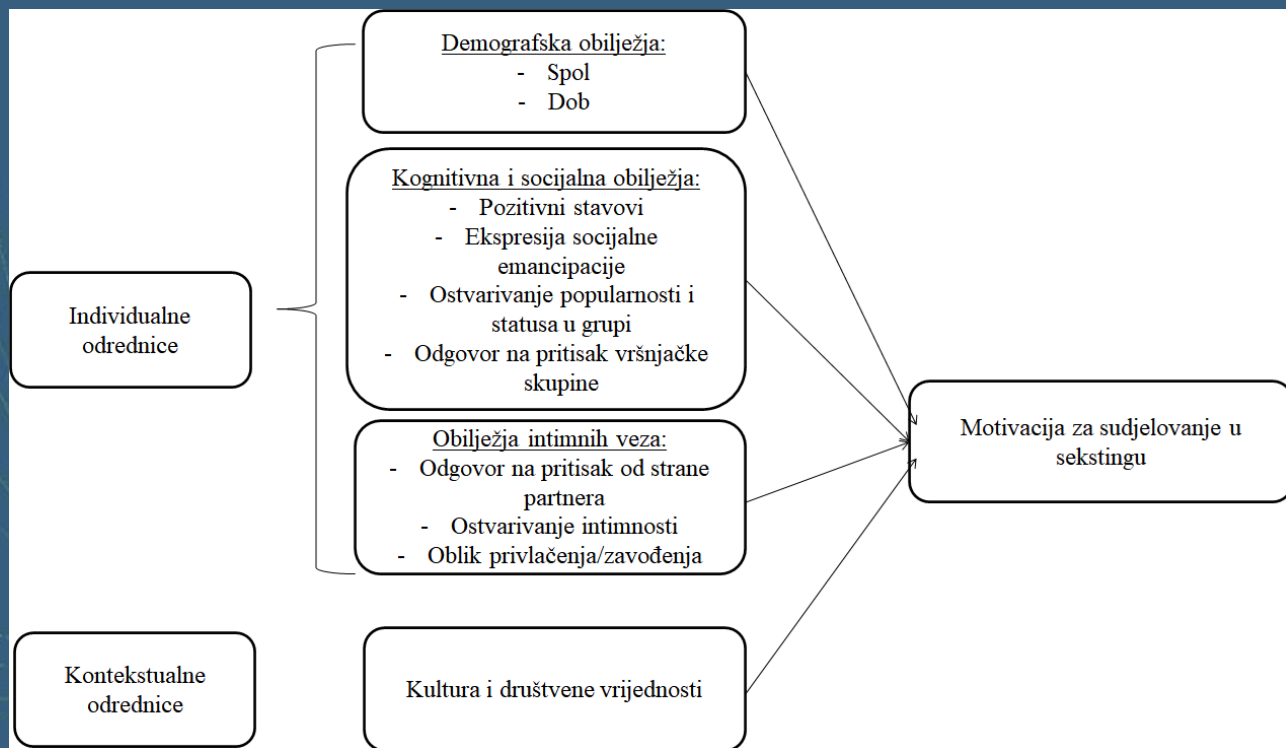 Demografska obilježja:
- Spol
- Dob
Kognitivna i socijalna obilježja:
- Pozitivni stavovi
- Ekspresija socijalne
emancipacije
- Ostvarivanje popularnosti i
statusa u grupi
- Odgovor na pritisak vršnjačke
skupine
Individualne
odrednice
Obilježja intimnih veza:
- Odgovor na pritisak od strane
partnera
- Ostvarivanje intimnosti
- Oblik privlačenja/zavođenja
Motivacija za sudjelovanje u
sekstingu
Kontekstualne
odrednice
Kultura i društvene vrijednosti